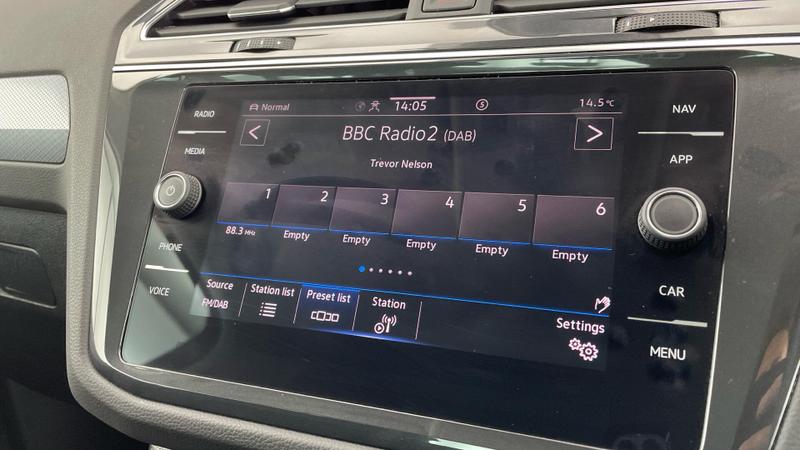 RADIO
MEDIA
PHONE
VOICE
Normal
14:05
S
14.5°C
<
BBC Radio2 (DAB)
>
Trevor Nelson
1
2
3
4
5
6
88.3 MHz
Empty
Empty
Empty
Empty
Empty
Source
FM/DAB
Station list
Preset list
Station
Settings
NAV
APP
CAR
MENU